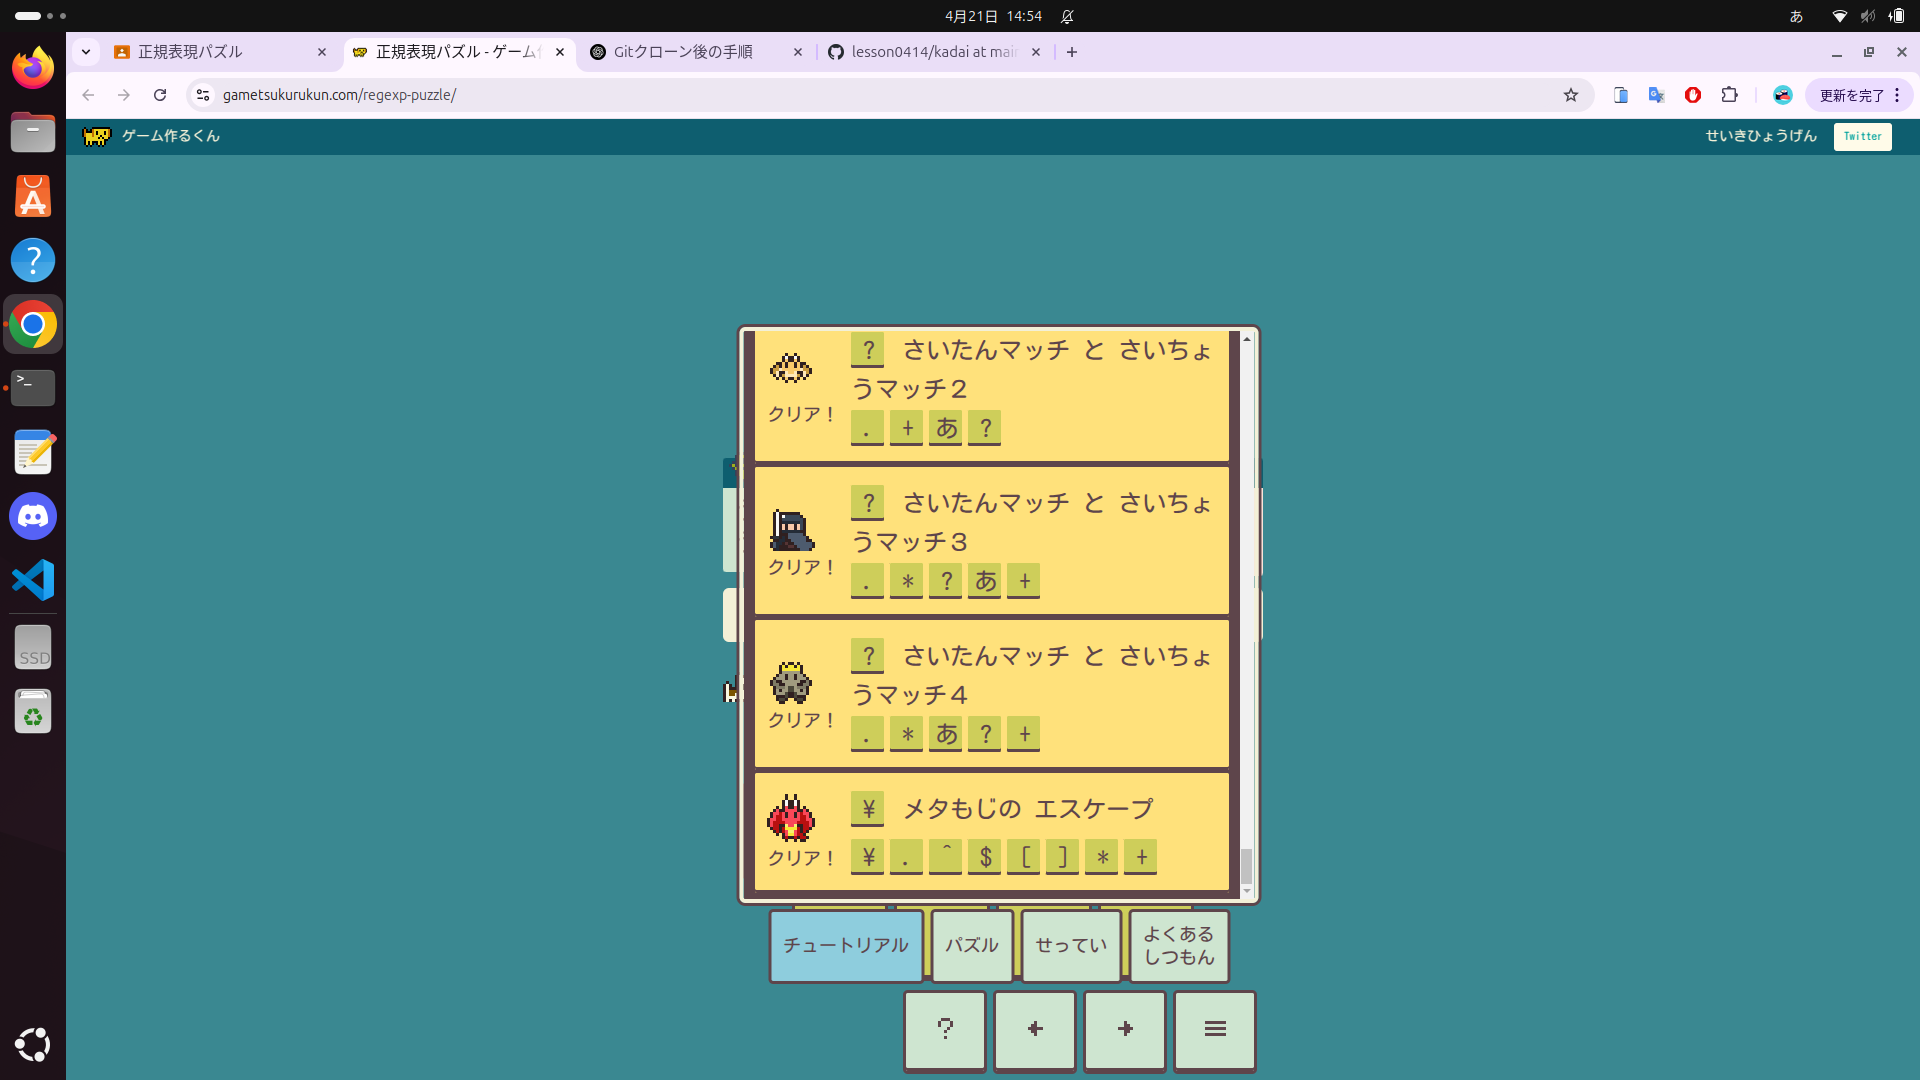 4月21日 14:54
あ
正規表現パズル
正規表現パズル - ゲーム
Gitクローン後の手順
lesson0414/kadai at mai
gametsukurukun.com/regexp-puzzle/
更新を完了
ゲーム作るくん
せいきひょうげん
Twitter
? さいたんマッチ と さいちょ
うマッチ2
クリア！
. + あ ?
? さいたんマッチ と さいちょ
うマッチ3
クリア！
. * ? あ +
? さいたんマッチ と さいちょ
うマッチ4
クリア！
. * あ ? +
¥ メタもじの エスケープ
クリア！
¥ . ^ $ [ ] * +
チュートリアル
パズル
せってい
よくある
しつもん
?
SSD